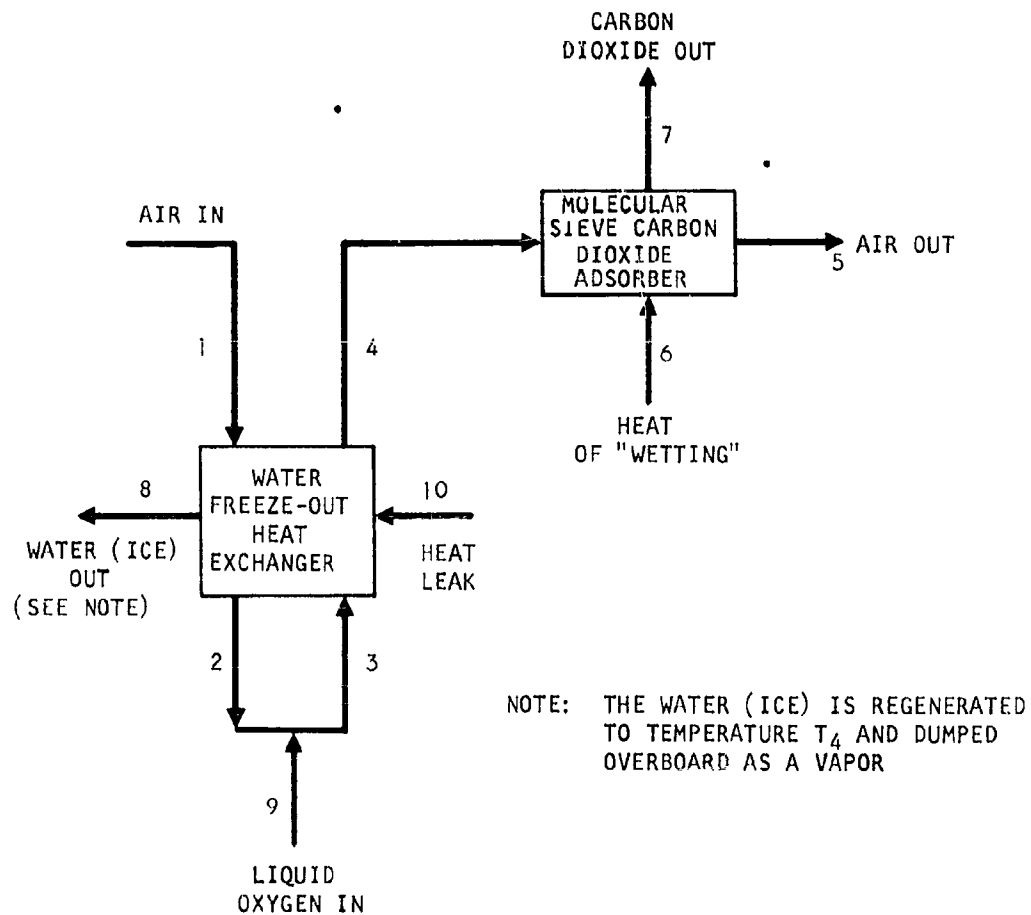 CARBON
DIOXIDE OUT
7
AIR IN
MOLECULAR
SIEVE CARBON
DIOXIDE
ADSORBER
5 AIR OUT
1
4
6
HEAT
OF "WETTING"
8
WATER
FREEZE-OUT
HEAT
EXCHANGER
10
WATER (ICE)
OUT
(SEE NOTE)
HEAT
LEAK
2
3
NOTE: THE WATER (ICE) IS REGENERATED
TO TEMPERATURE T4 AND DUMPED
OVERBOARD AS A VAPOR
9
LIQUID
OXYGEN IN